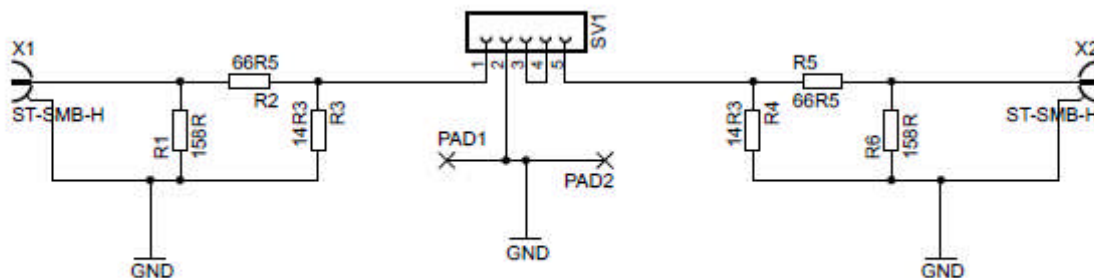 X1
ST-SMB-H
R1
158R
66R5
R2
14R3
R3
SV1
1
2
3
4
5
PAD1
PAD2
GND
GND
14R3
R4
R5
66R5
R6
158R
X2
ST-SMB-H
GND